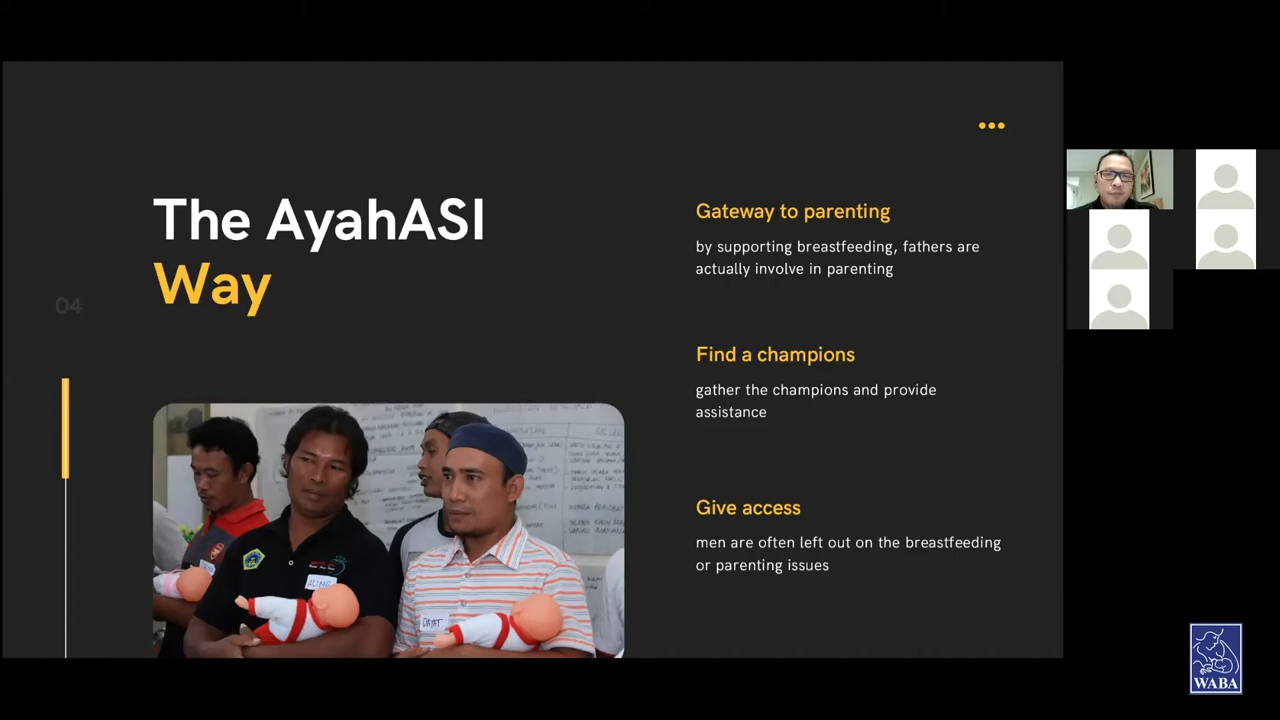 The AyahASI
Way
04
Gateway to parenting
by supporting breastfeeding, fathers are
actually involve in parenting
Find a champions
gather the champions and provide
assistance
Give access
men are often left out on the breastfeeding
or parenting issues
DAYAT
WABA